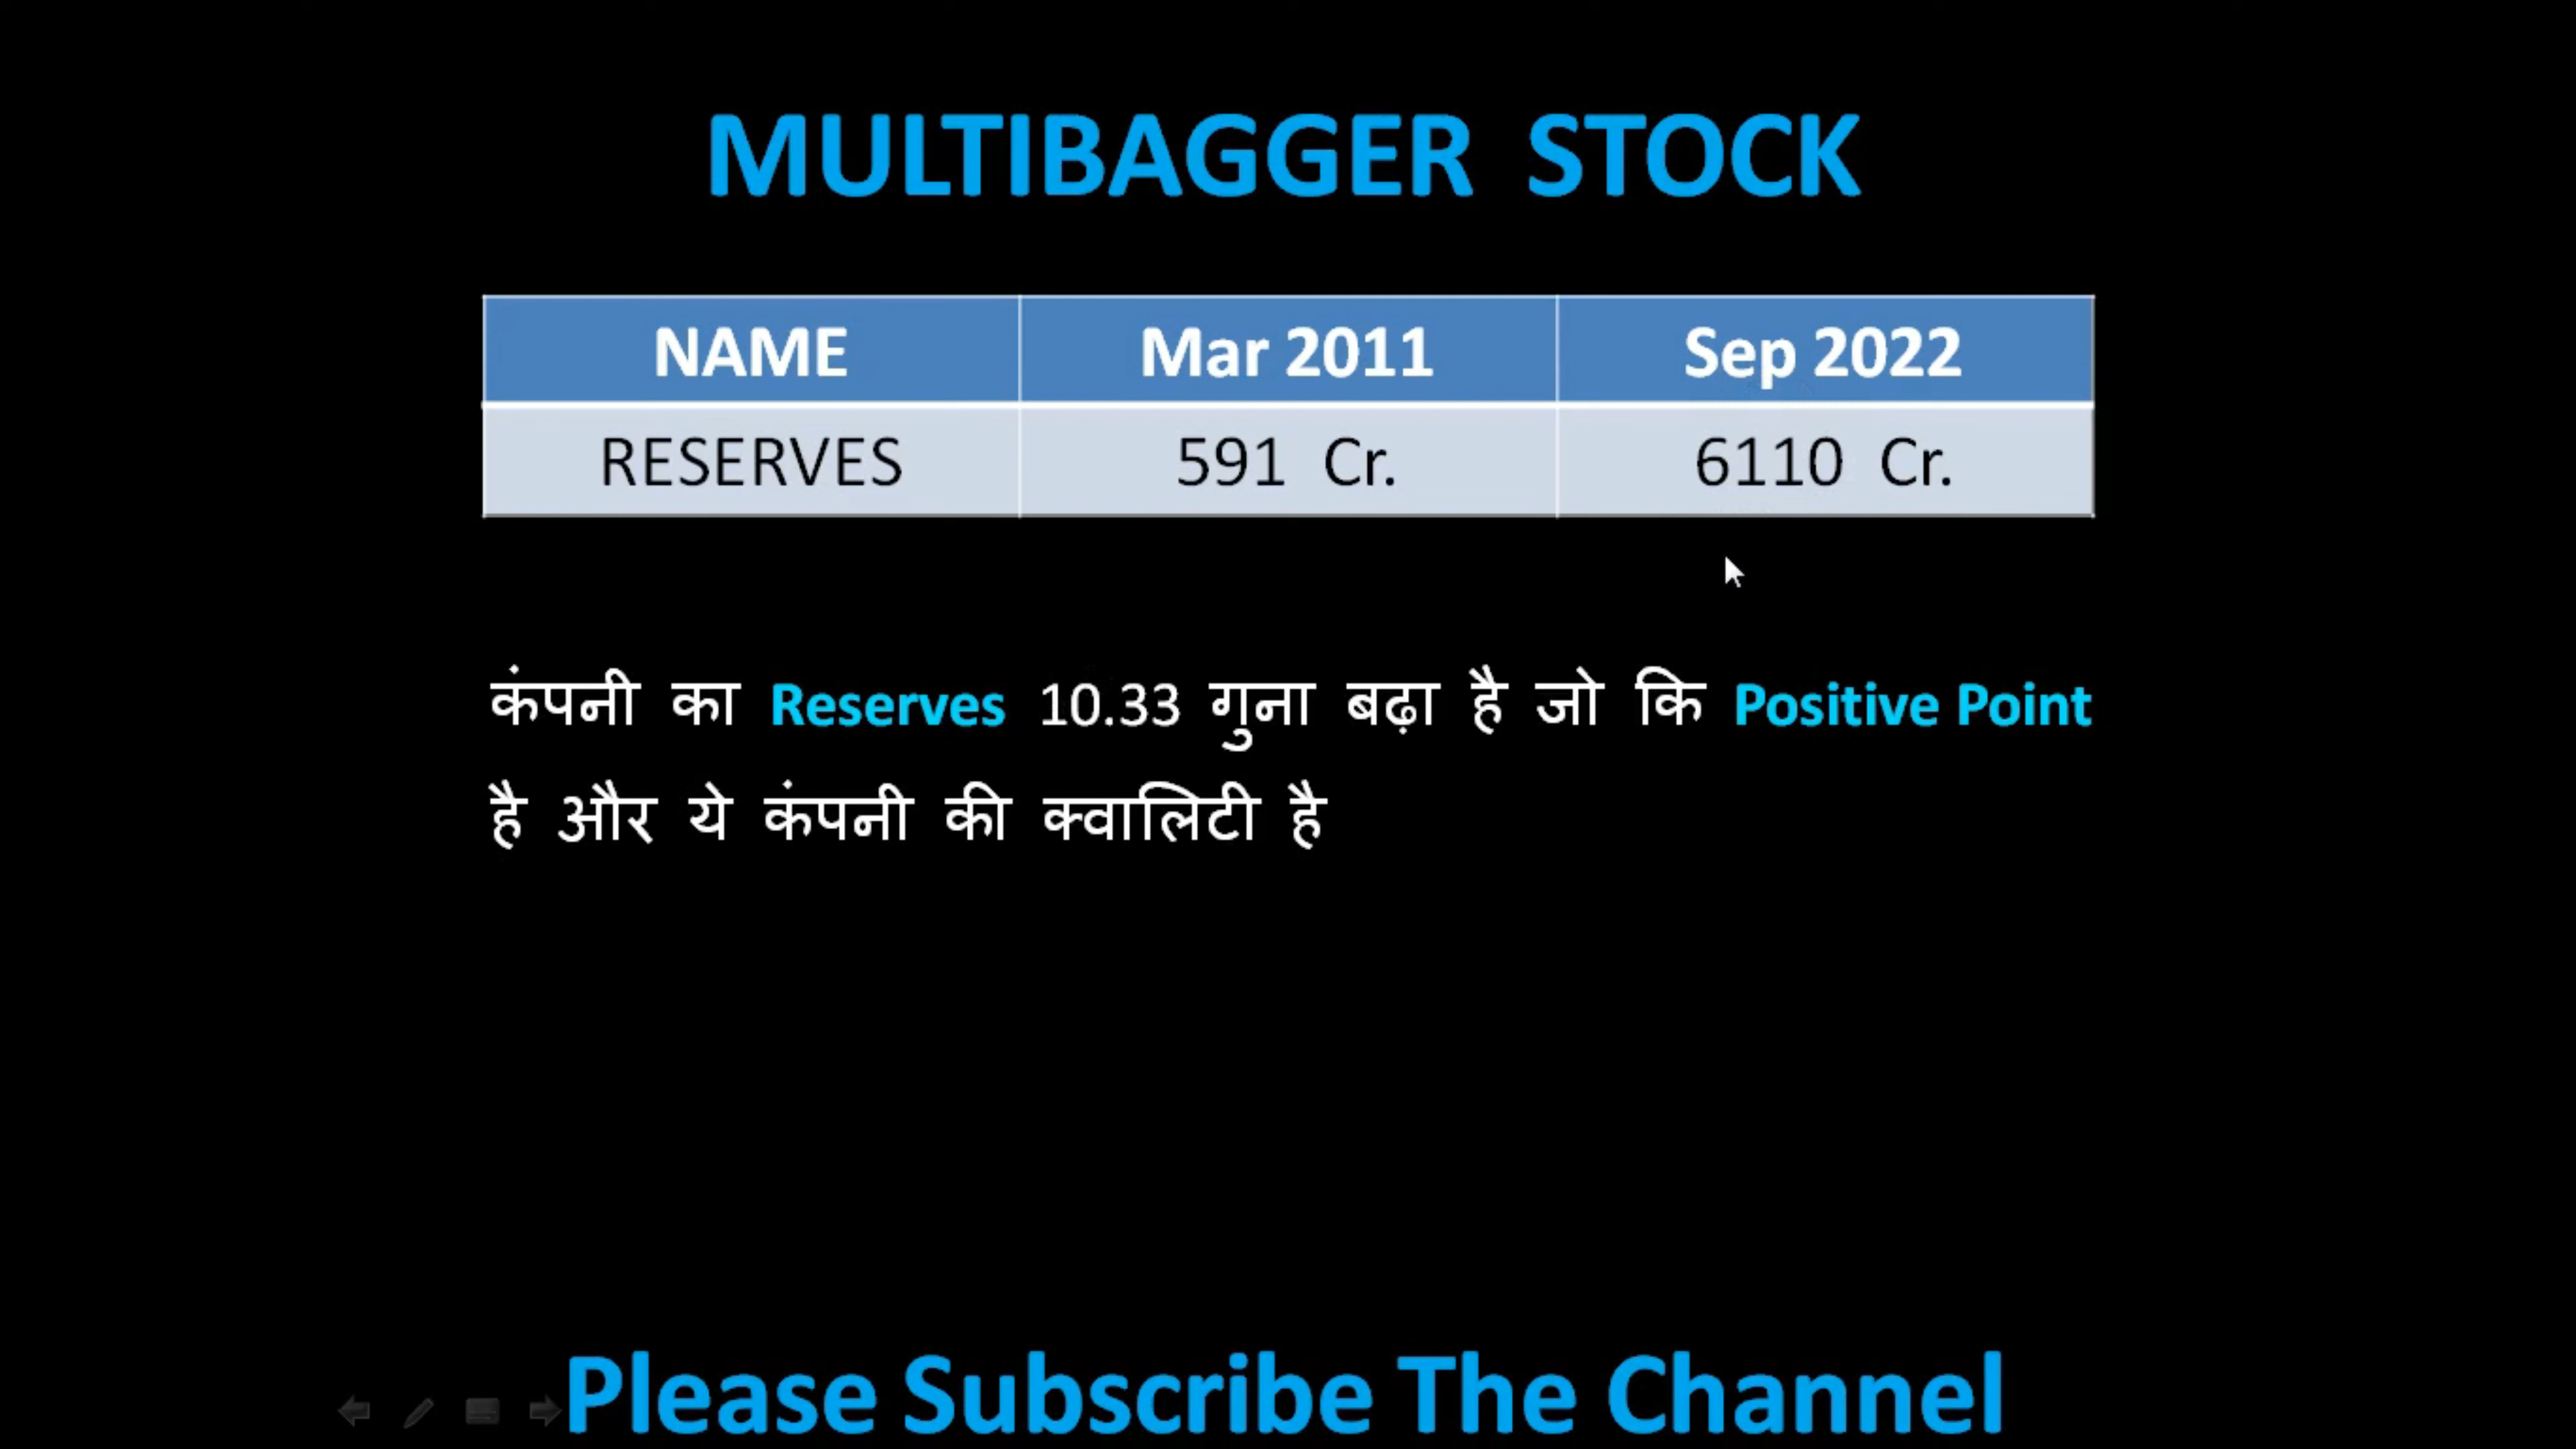 MULTIBAGGER STOCK
NAME Mar 2011 Sep 2022
RESERVES 591 Cr. 6110 Cr.
कंपनी का Reserves 10.33 गुना बढ़ा है जो कि Positive Point
है और ये कंपनी की क्वालिटी है
Please Subscribe The Channel